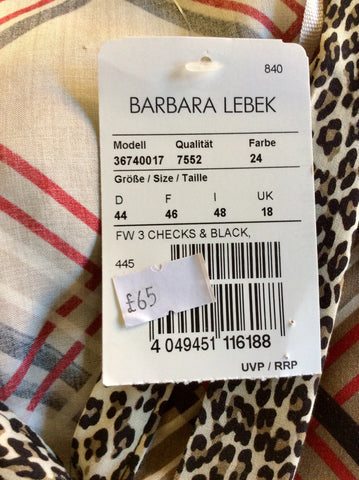 840
BARBARA LEBEK
Modell Qualität Farbe
36740017 7552 24
Größe / Size / Taille
D F I UK
44 46 48 18
FW 3 CHECKS & BLACK,
445
£65
4 049451 116188
UVP / RRP